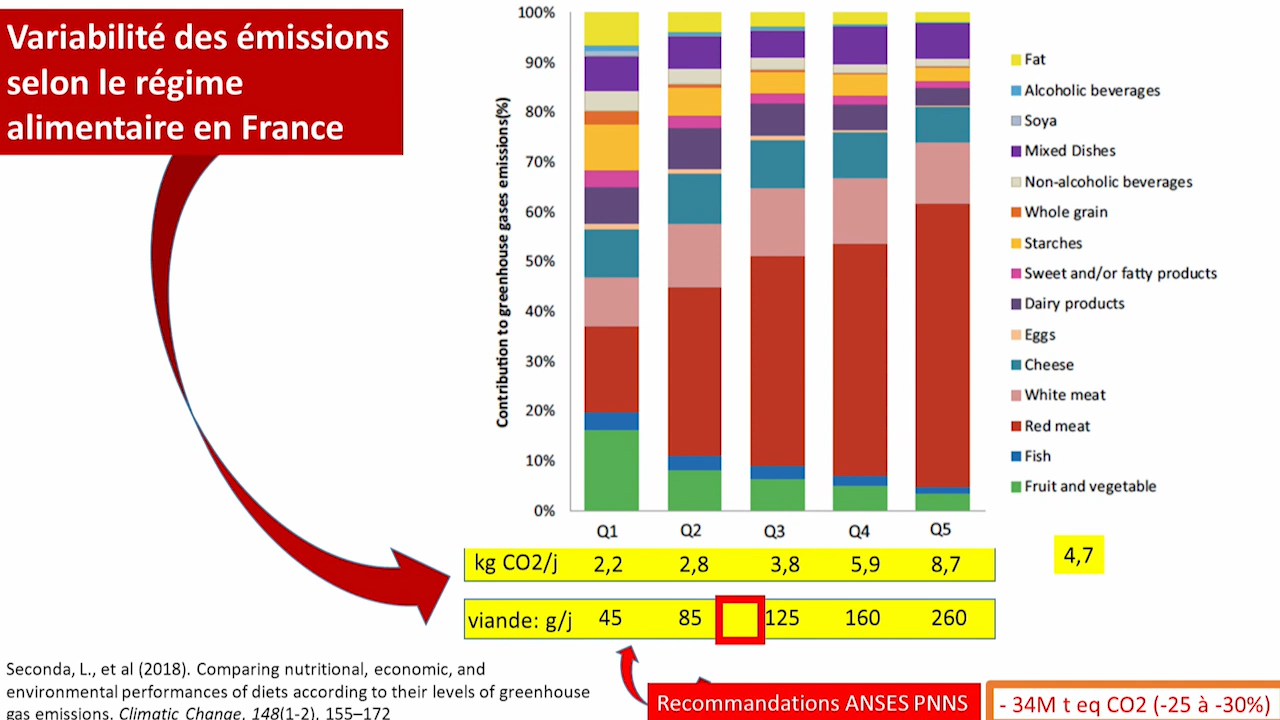 Variabilité des émissions
selon le régime
alimentaire en France
Contribution to greenhouse gases emissions(%)
100%
90%
80%
70%
60%
50%
40%
30%
20%
10%
0%
Q1 Q2 Q3 Q4 Q5
Fat
Alcoholic beverages
Soya
Mixed Dishes
Non-alcoholic beverages
Whole grain
Starches
Sweet and/or fatty products
Dairy products
Eggs
Cheese
White meat
Red meat
Fish
Fruit and vegetable
kg CO2/j 2,2 2,8 3,8 5,9 8,7
4,7
viande: g/j 45 85 125 160 260
Seconda, L., et al (2018). Comparing nutritional, economic, and
environmental performances of diets according to their levels of greenhouse
gas emissions. Climatic Change, 148(1-2), 155–172
Recommandations ANSES PNNS
- 34M t eq CO2 (-25 à -30%)